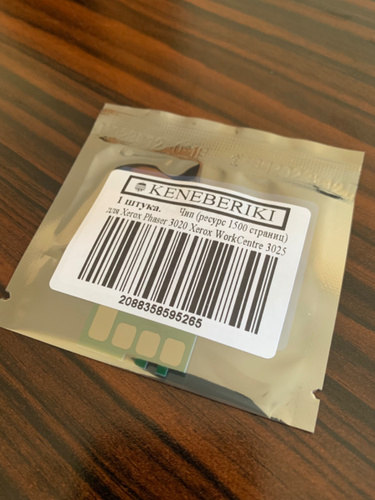 KENEBERIKI
1 штука. Чип (ресурс 1500 страниц)
для Xerox Phaser 3020 Xerox WorkCentre 3025
2088358595265